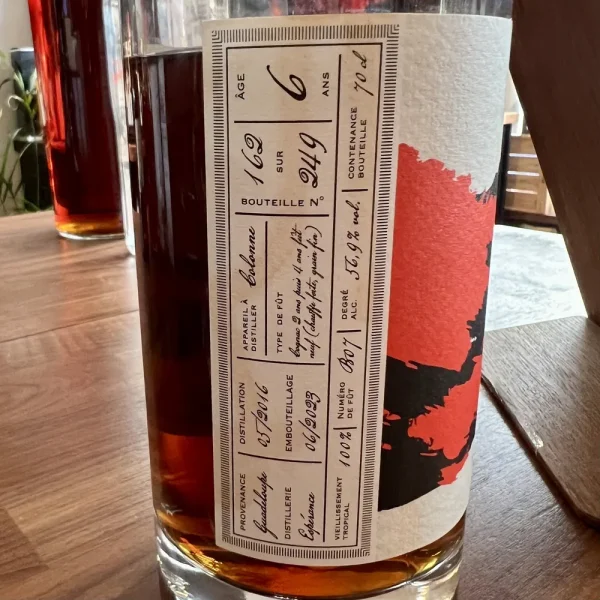 PROVENANCE
Guadeloupe
DISTILLATION
05/2016
APPAREIL À
DISTILLER
Colonne
BOUTEILLE N°
162
SUR
249
ÂGE
6
ANS
DISTILLERIE
Espérance
EMBOUTEILLAGE
06/2023
TYPE DE FÛT
Cognac 2 ans puis 4 ans fût
neuf (chauffe fort, grain fin)
VIEILLISSEMENT
TROPICAL
100%
NUMÉRO
DE FÛT
B07
DEGRÉ
ALC.
56,9% vol.
CONTENANCE
BOUTEILLE
70 cl